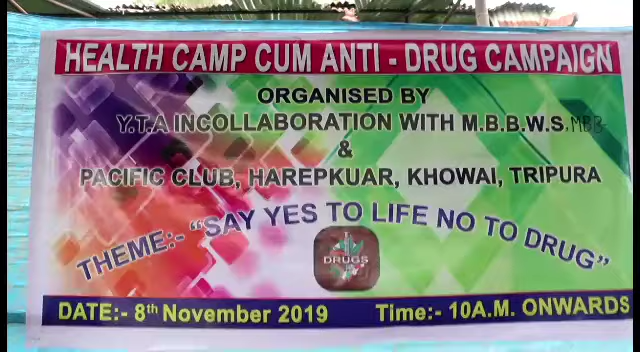 HEALTH CAMP CUM ANTI - DRUG CAMPAIGN
ORGANISED BY
Y.T.A INCOLLABORATION WITH M.B.B.W.S. MBB
&
PACIFIC CLUB, HAREPKUAR, KHOWAI, TRIPURA
THEME:- "SAY YES TO LIFE NO TO DRUG"
DRUGS
DATE:- 8th November 2019 Time:- 10A.M. ONWARDS